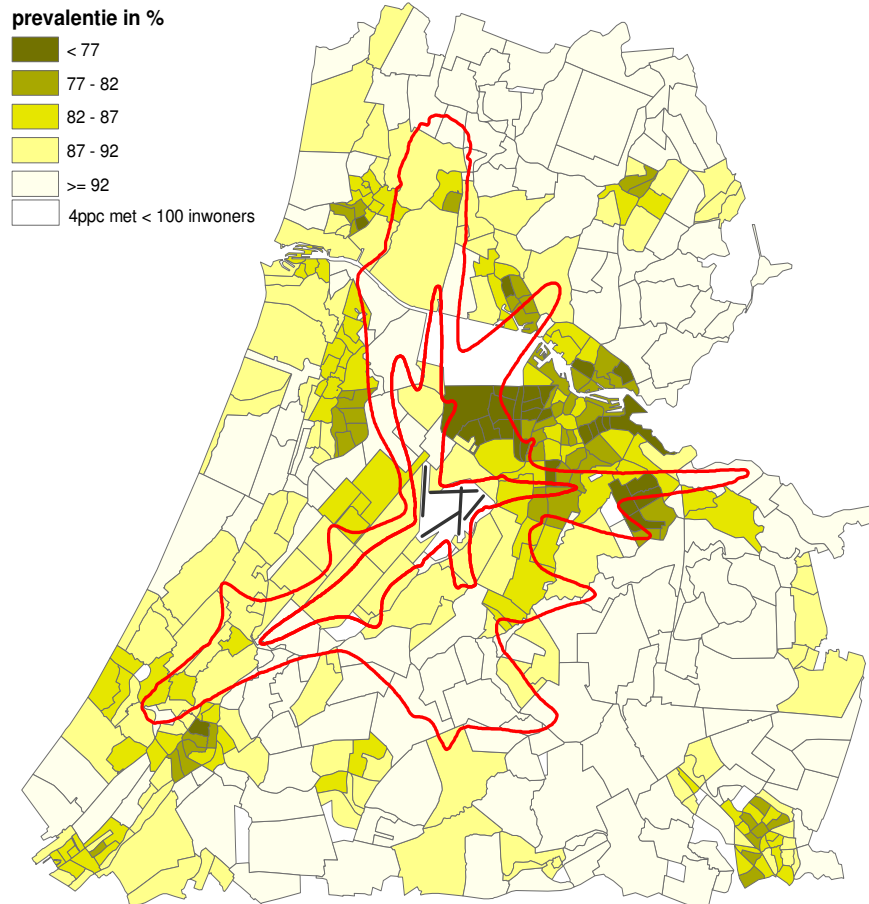 prevalentie in %
< 77
77 - 82
82 - 87
87 - 92
>= 92
4ppc met < 100 inwoners